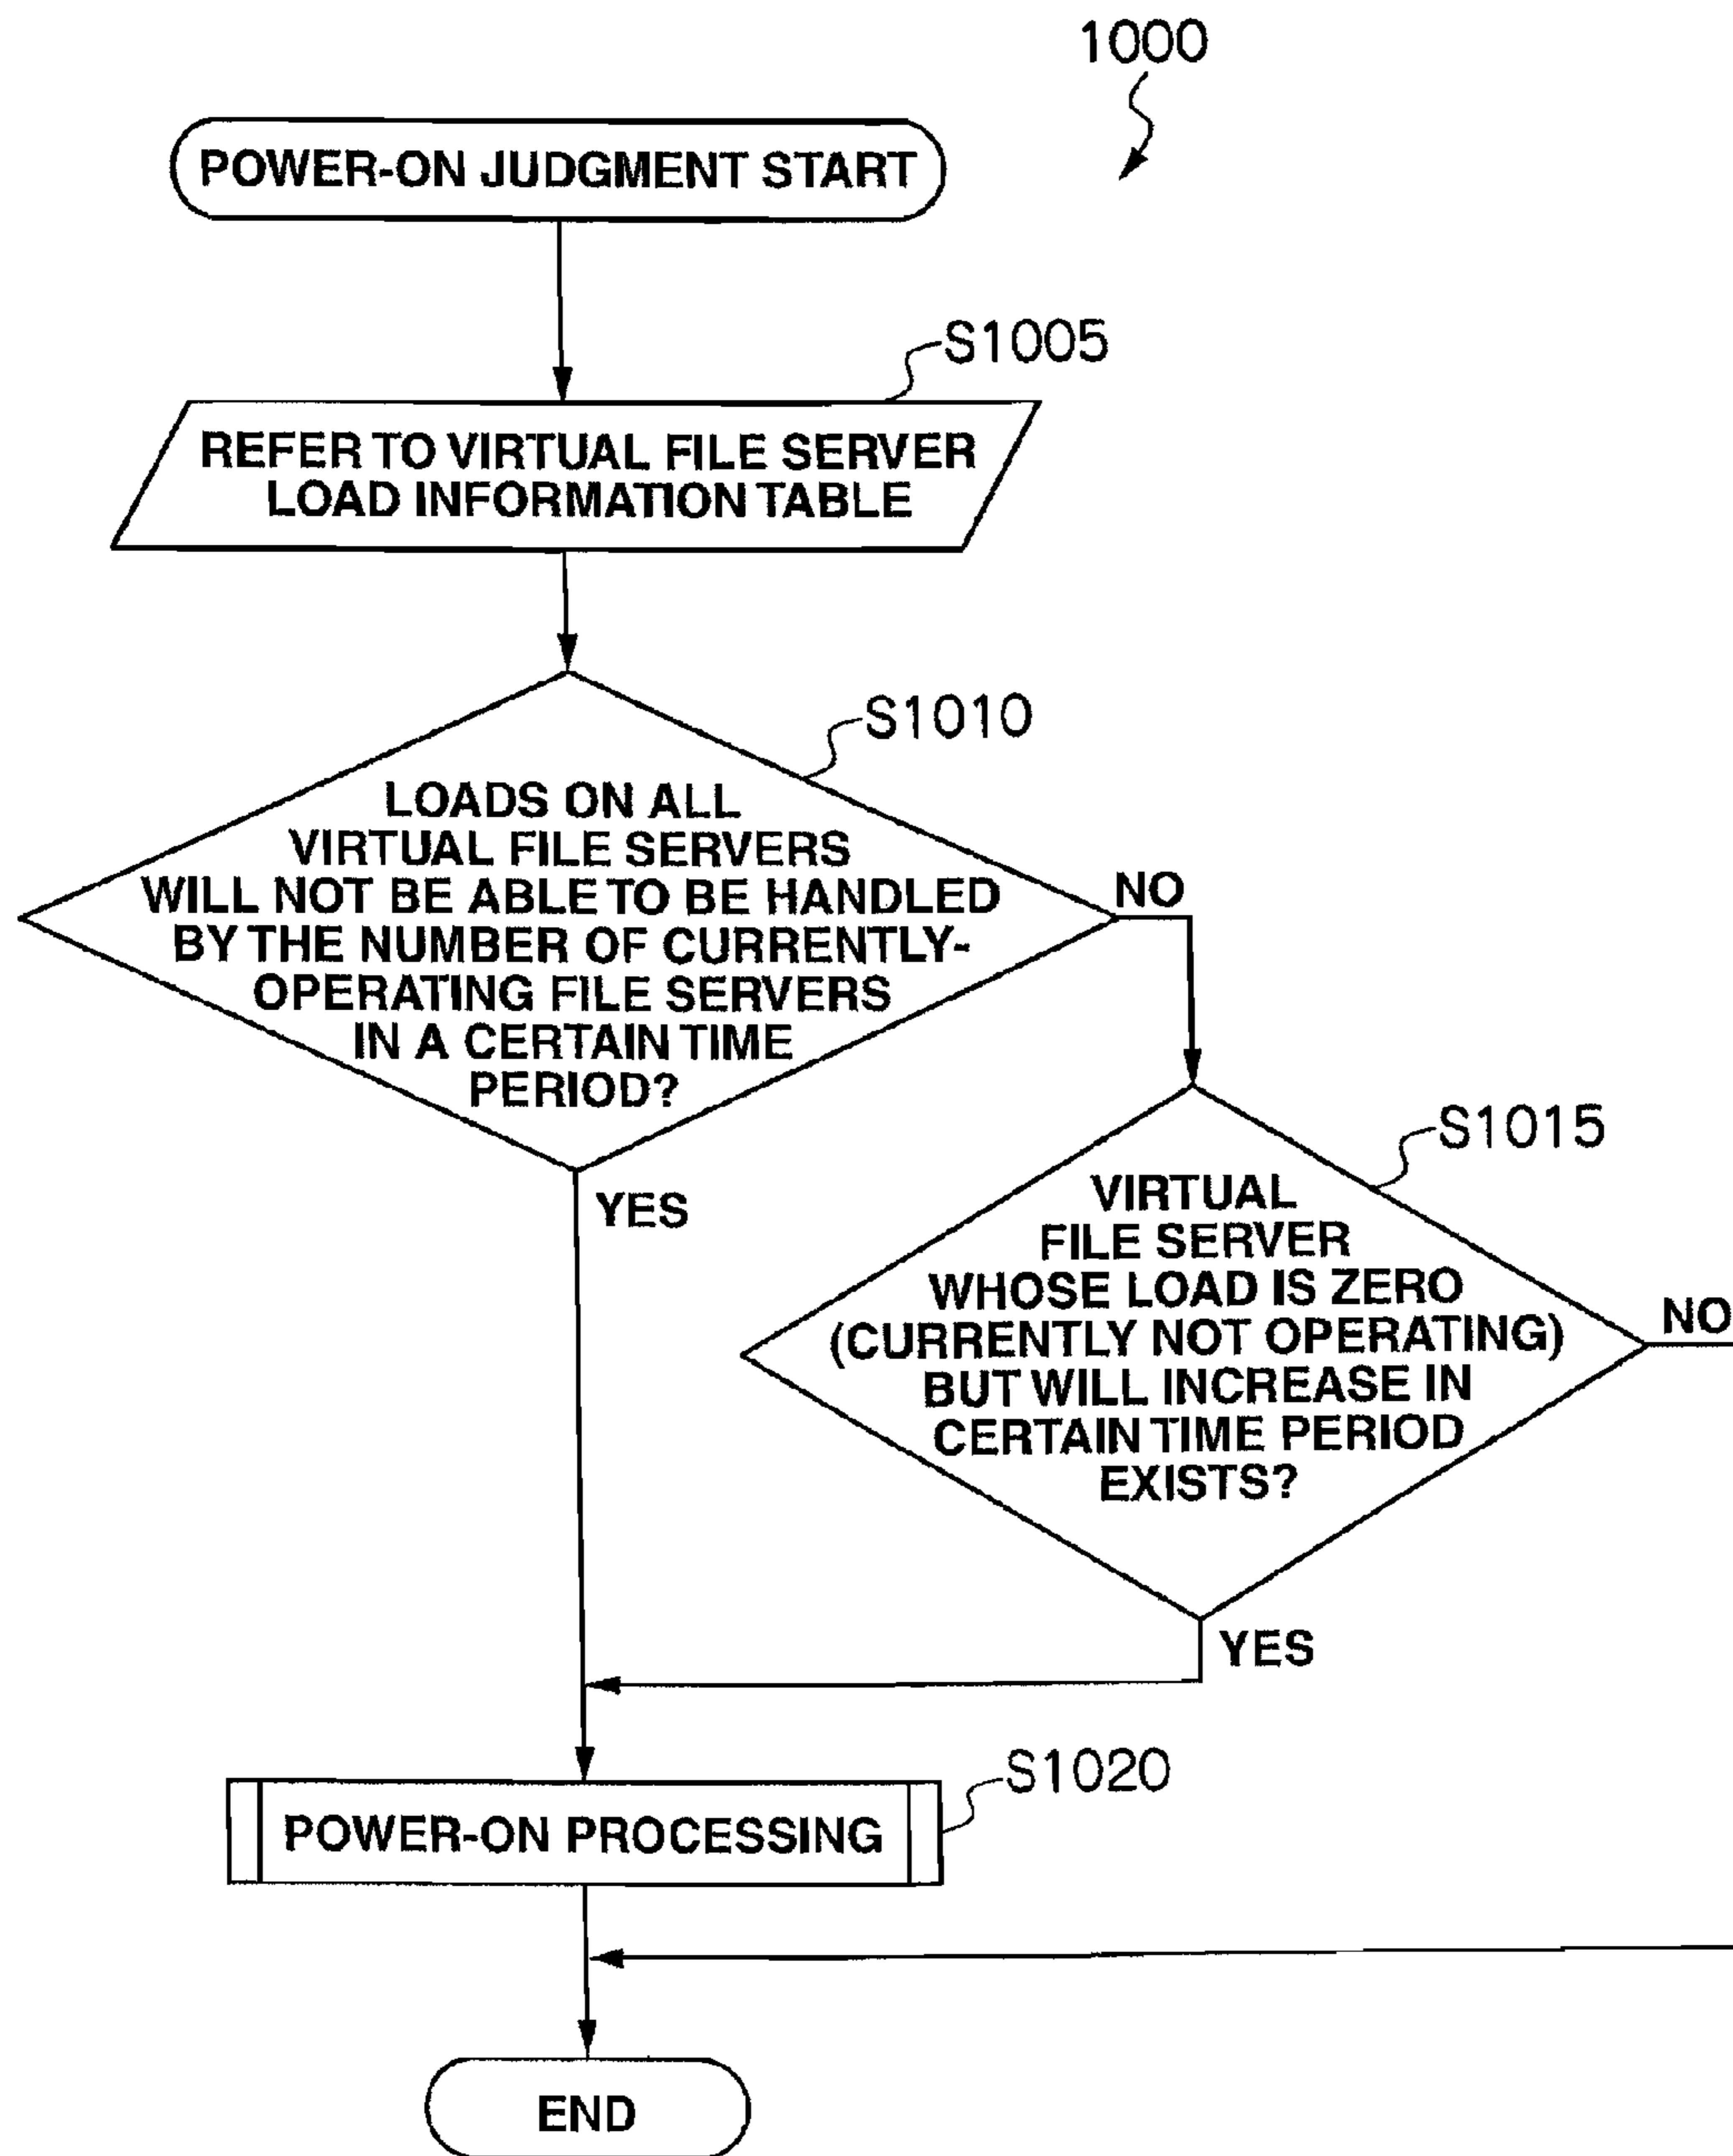 1000
POWER-ON JUDGMENT START
S1005
REFER TO VIRTUAL FILE SERVER
LOAD INFORMATION TABLE
S1010
LOADS ON ALL
VIRTUAL FILE SERVERS
WILL NOT BE ABLE TO BE HANDLED
BY THE NUMBER OF CURRENTLY-
OPERATING FILE SERVERS
IN A CERTAIN TIME
PERIOD?
NO
YES
S1015
VIRTUAL
FILE SERVER
WHOSE LOAD IS ZERO
(CURRENTLY NOT OPERATING)
BUT WILL INCREASE IN
CERTAIN TIME PERIOD
EXISTS?
NO
YES
S1020
POWER-ON PROCESSING
END